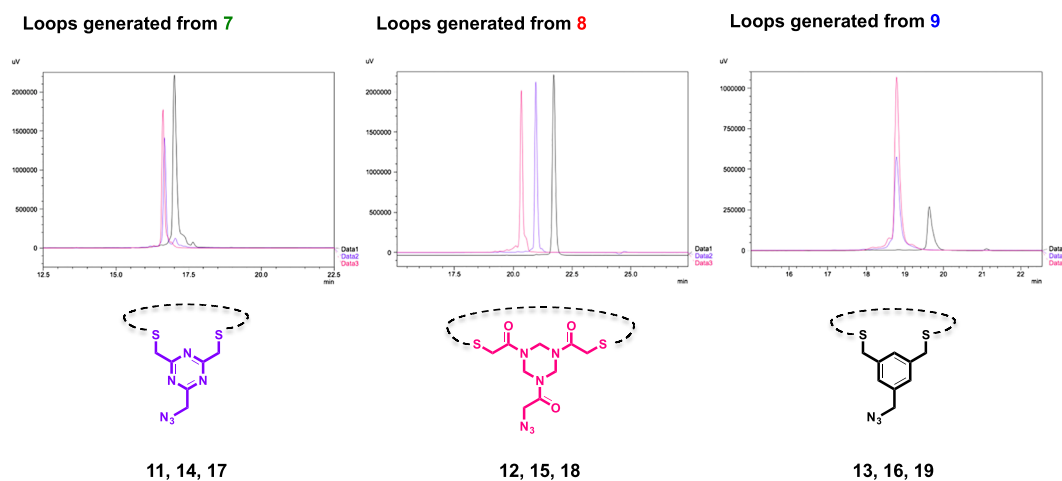 Loops generated from 7
Loops generated from 8
Loops generated from 9
uV
2000000
1500000
1000000
500000
0
12.5
15.0
17.5
20.0
22.5
min
Data1
Data2
Data3
uV
2000000
1500000
1000000
500000
0
17.5
20.0
22.5
25.0
min
Data1
Data2
Data3
uV
1000000
750000
500000
250000
0
16
17
18
19
20
21
22
min
S
S
N
N
N
N3
O
O
S
S
N
N
N
O
N3
S
S
N3
11, 14, 17
12, 15, 18
13, 16, 19